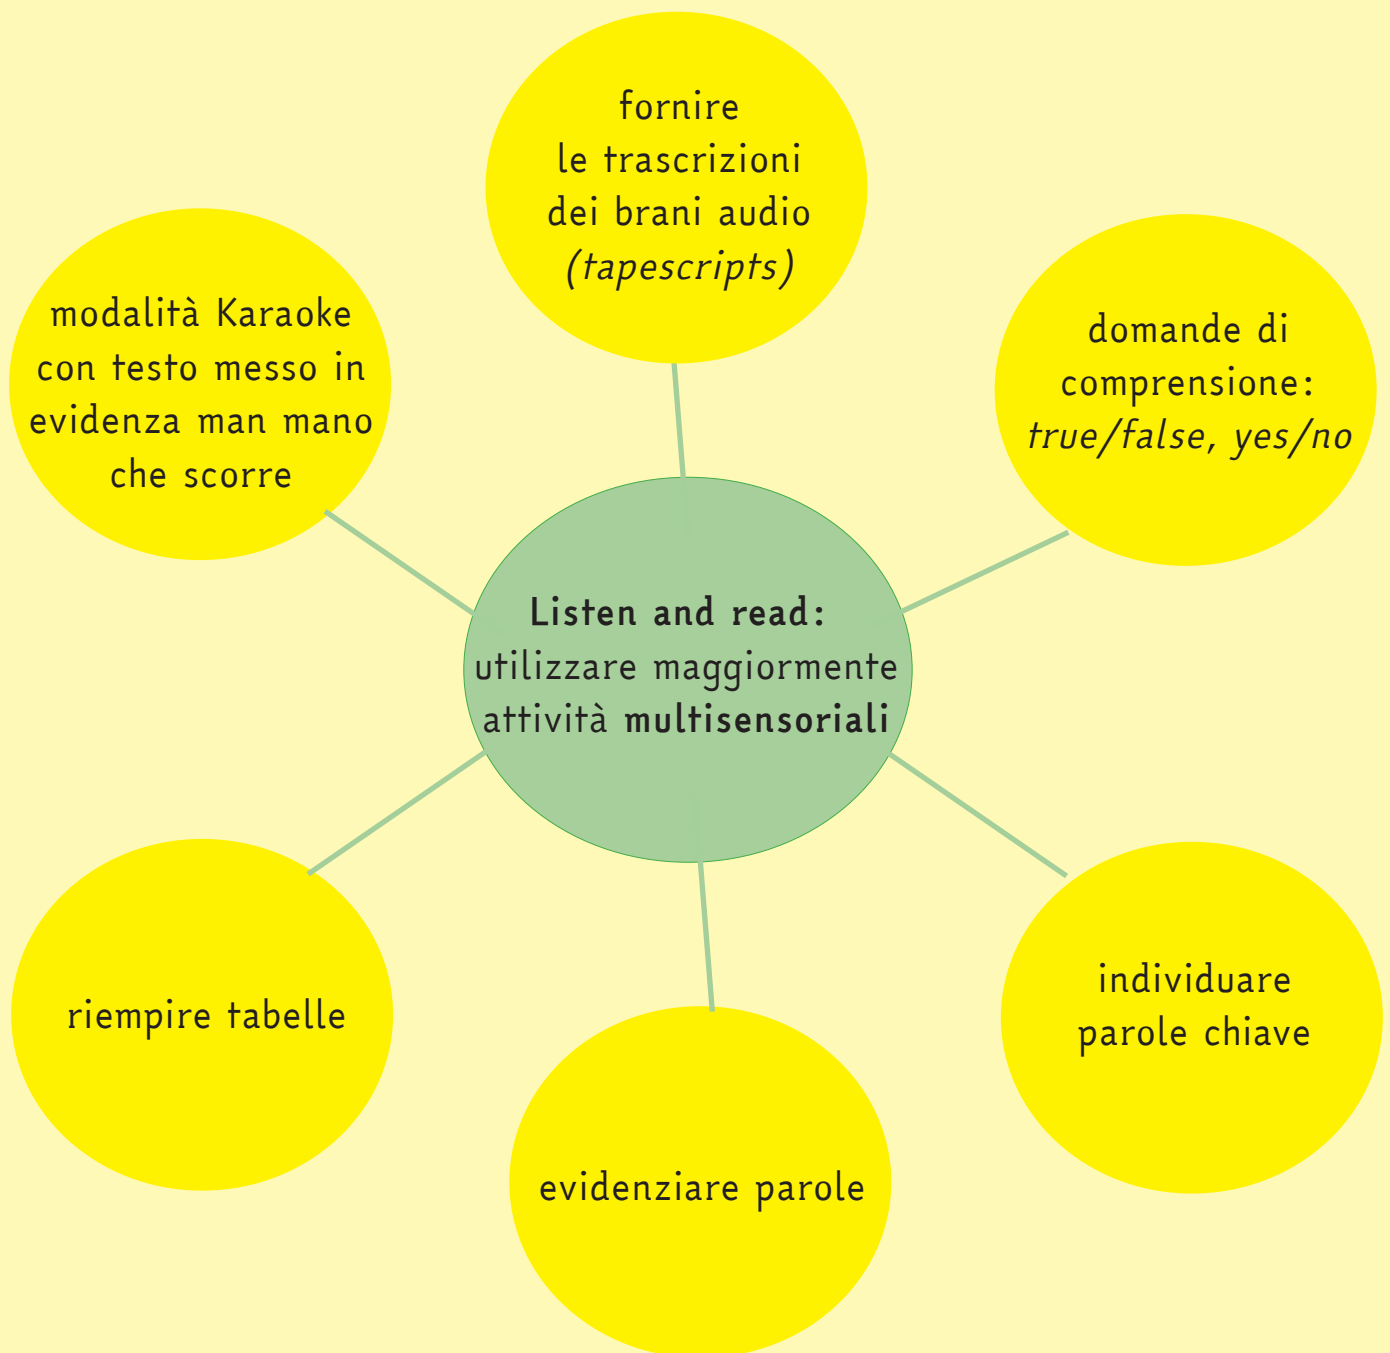 fornire
le trascrizioni
dei brani audio
(tapescripts)
modalità Karaoke
con testo messo in
evidenza man mano
che scorre
domande di
comprensione:
true/false, yes/no
Listen and read:
utilizzare maggiormente
attività multisensoriali
riempire tabelle
individuare
parole chiave
evidenziare parole